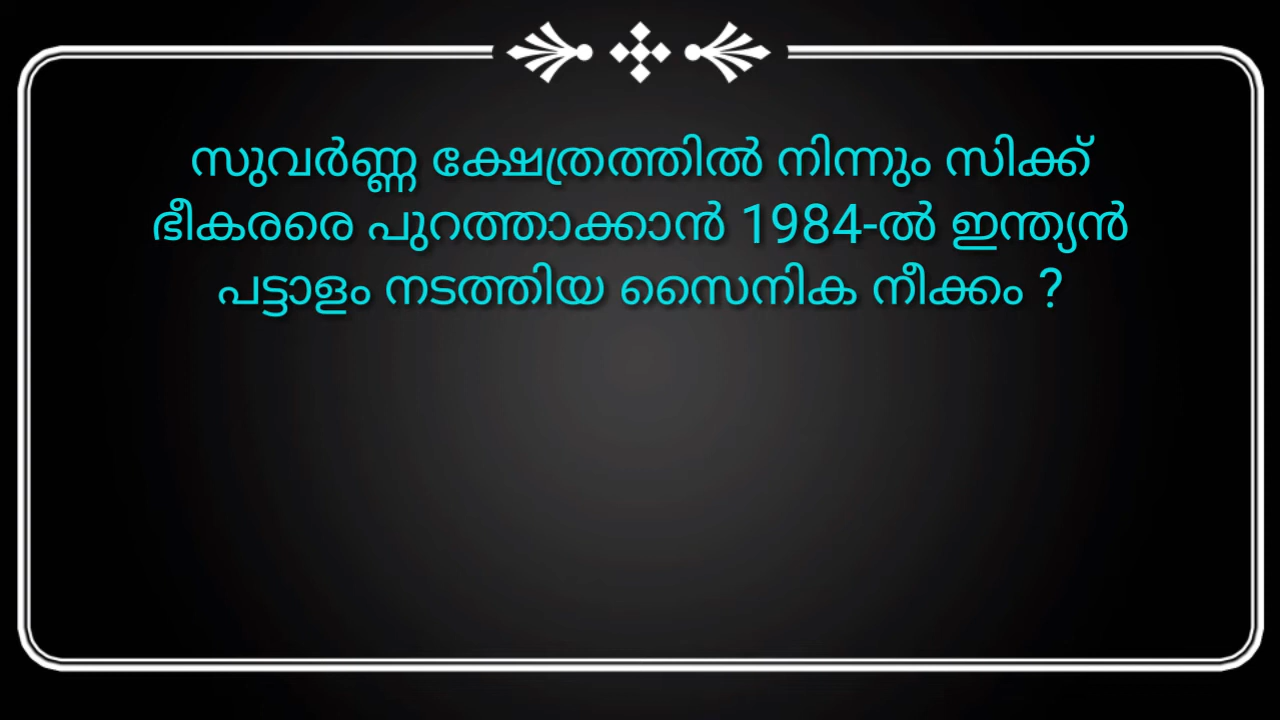 സുവർണ്ണ ക്ഷേത്രത്തിൽ നിന്നും സിക്ക്
ഭീകരരെ പുറത്താക്കാൻ 1984-ൽ ഇന്ത്യൻ
പട്ടാളം നടത്തിയ സൈനിക നീക്കം ?